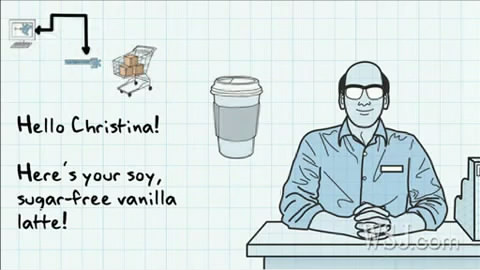 Hello Christina!
Here's your soy,
sugar-free vanilla
latte!
WSJ.com